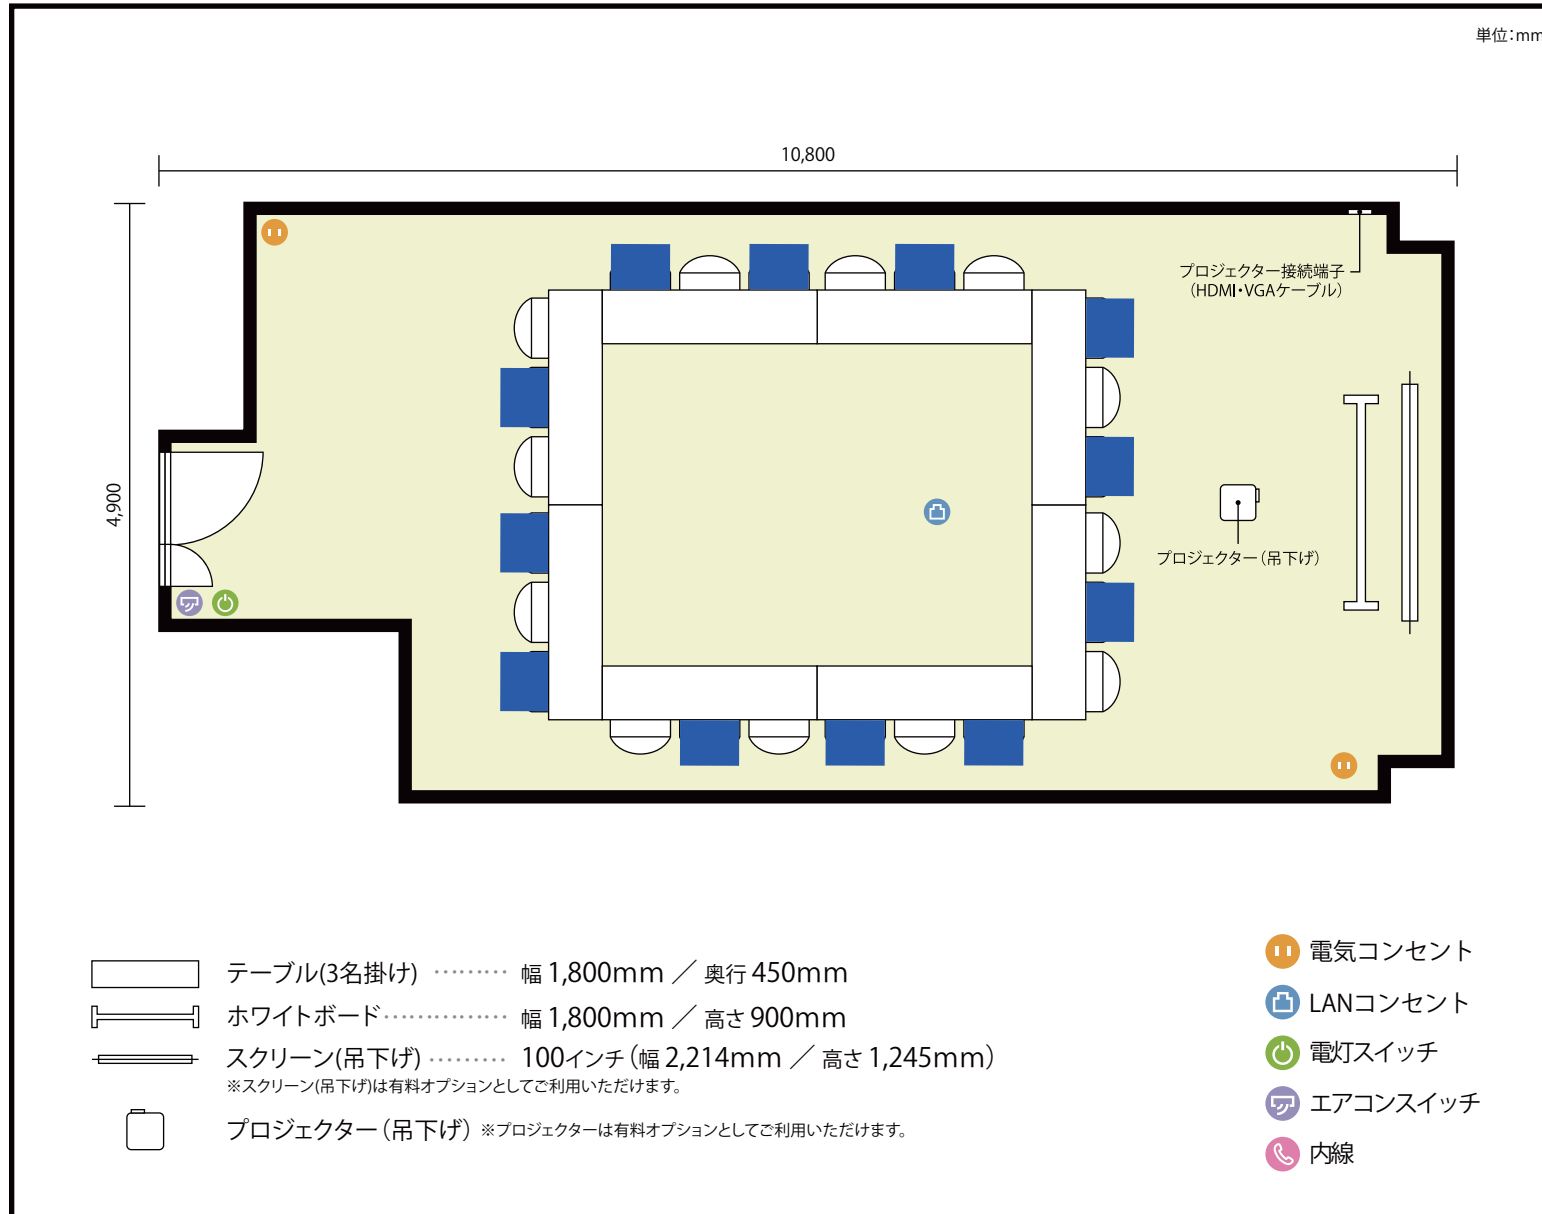 単位：mm
10,800
プロジェクター接続端子
（HDMI・VGAケーブル）
4,900
プロジェクター（吊下げ）
テーブル(3名掛け) ……… 幅 1,800mm ／ 奥行 450mm
ホワイトボード…………… 幅 1,800mm ／ 高さ 900mm
スクリーン(吊下げ) ……… 100インチ（幅 2,214mm ／ 高さ 1,245mm）
※スクリーン(吊下げ)は有料オプションとしてご利用いただけます。
プロジェクター（吊下げ） ※プロジェクターは有料オプションとしてご利用いただけます。
電気コンセント
LANコンセント
電灯スイッチ
エアコンスイッチ
内線